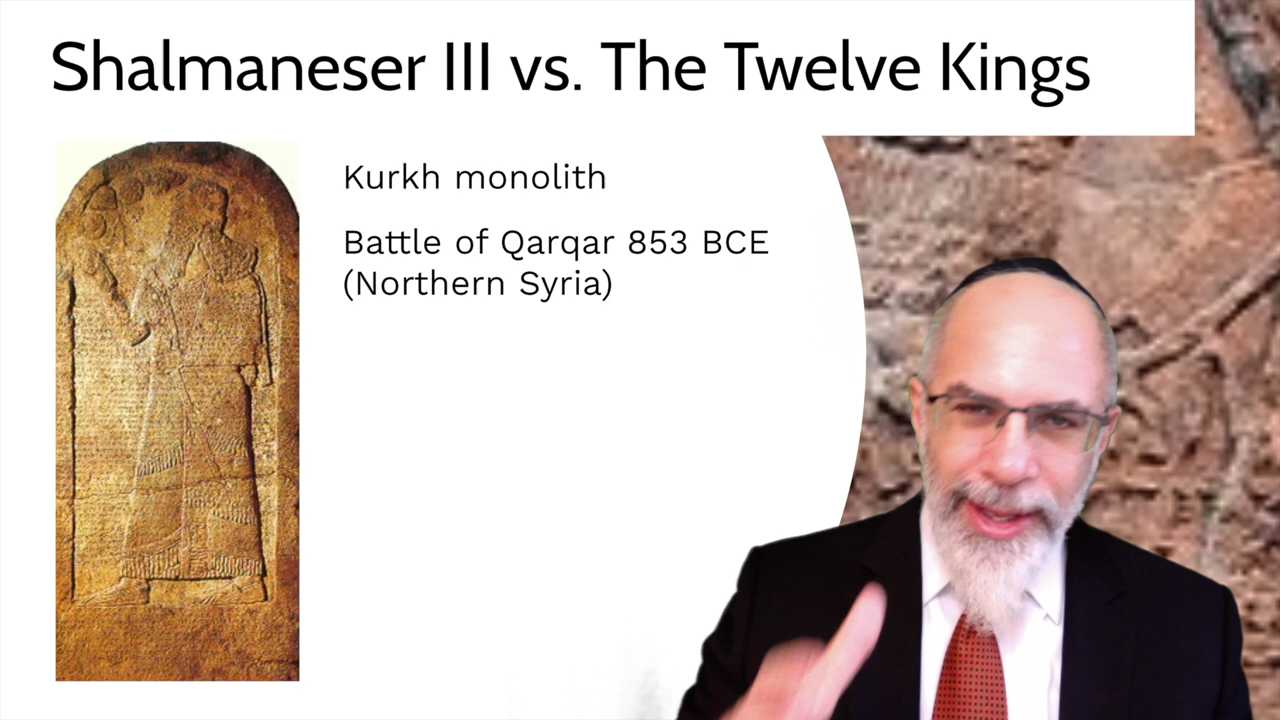 Shalmaneser III vs. The Twelve Kings
Kurkh monolith
Battle of Qarqar 853 BCE
(Northern Syria)